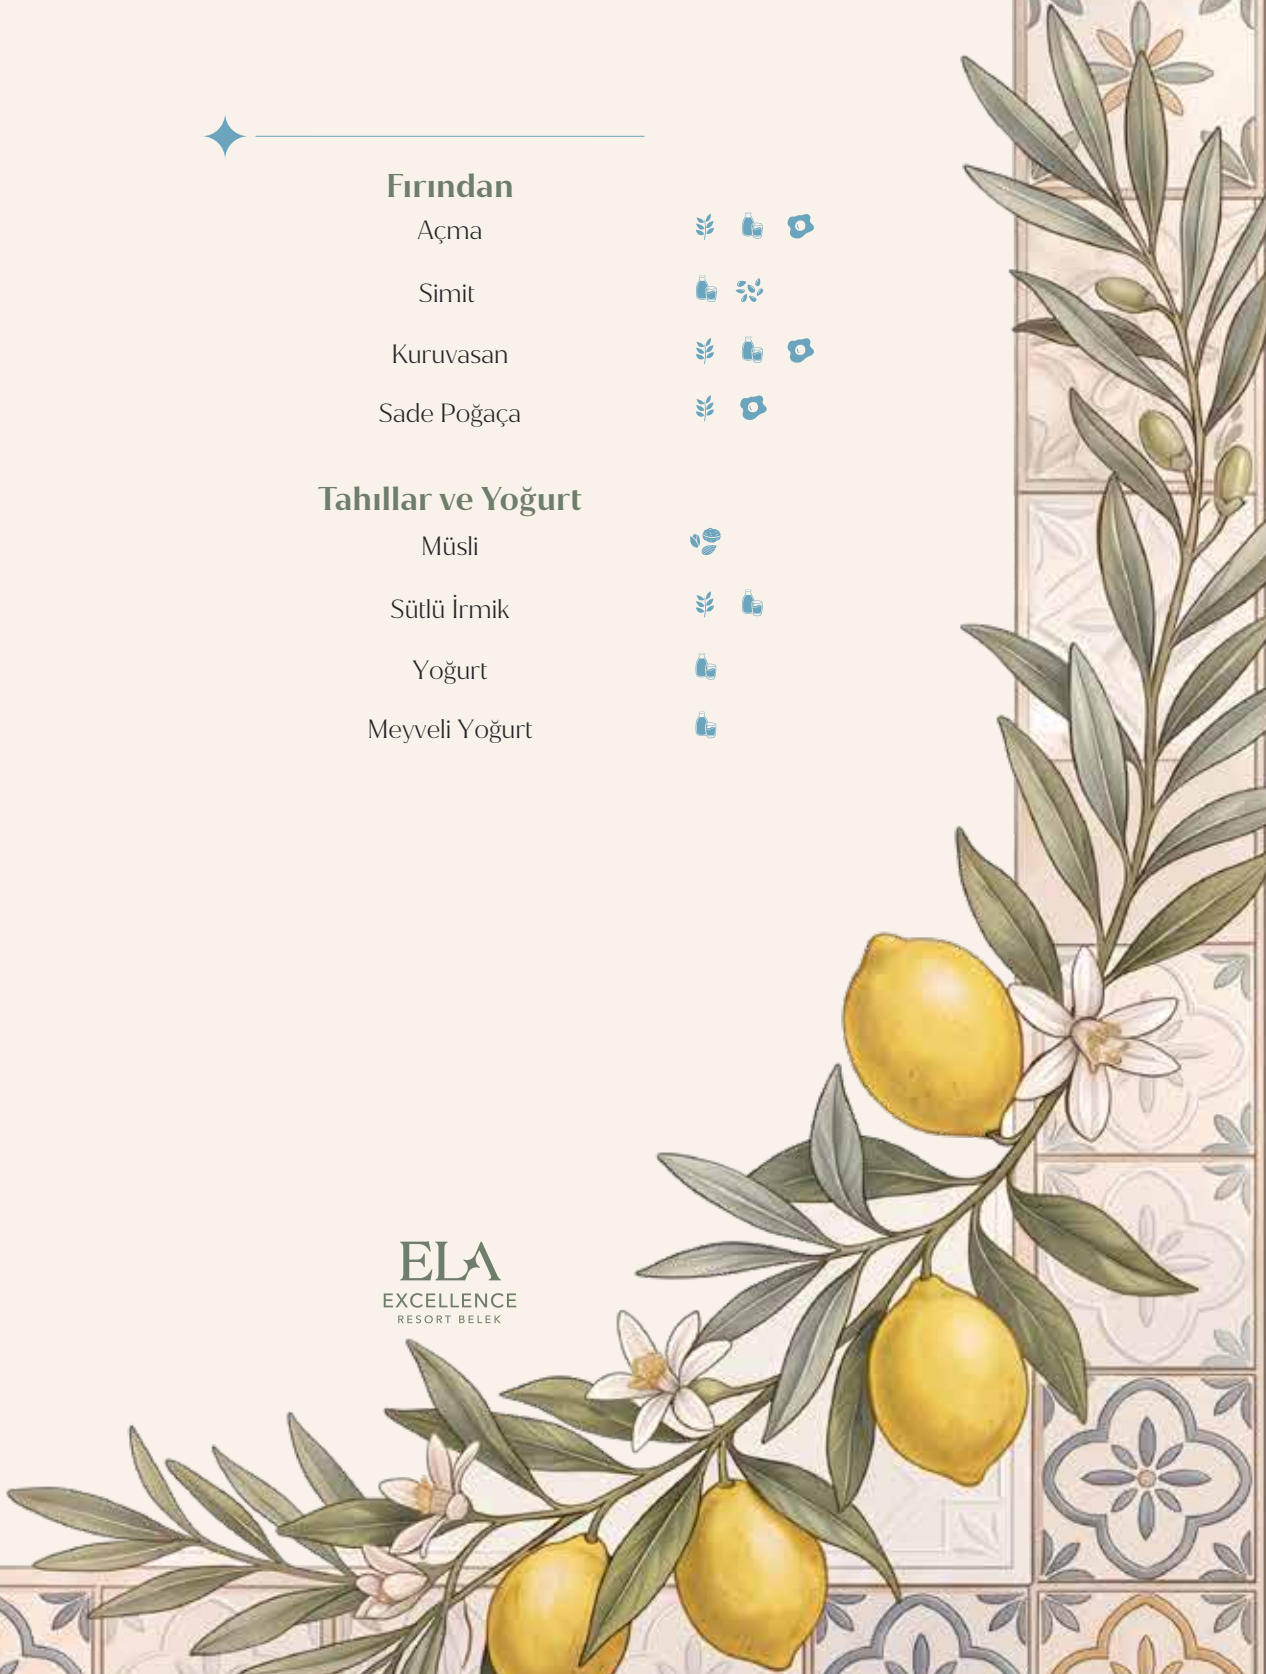 Fırından
Açma
Simit
Kuruvasan
Sade Poğaça
Tahıllar ve Yoğurt
Müsli
Sütlü İrmik
Yoğurt
Meyveli Yoğurt
ELA
EXCELLENCE
RESORT BELEK